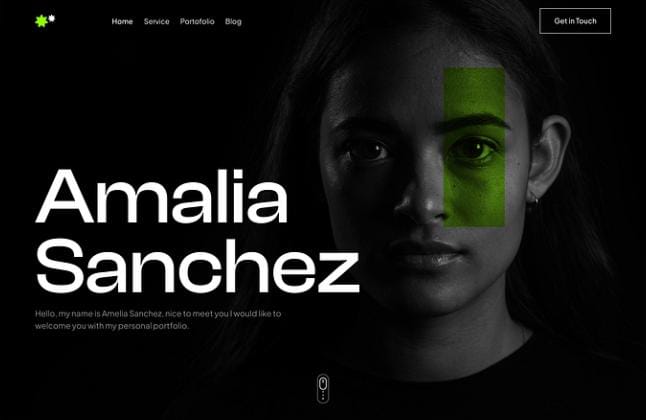 Home Service Portofolio Blog Get in Touch
Amalia
Sanchez
Hello, my name is Amelia Sanchez, nice to meet you I would like to
welcome you with my personal portfolio.